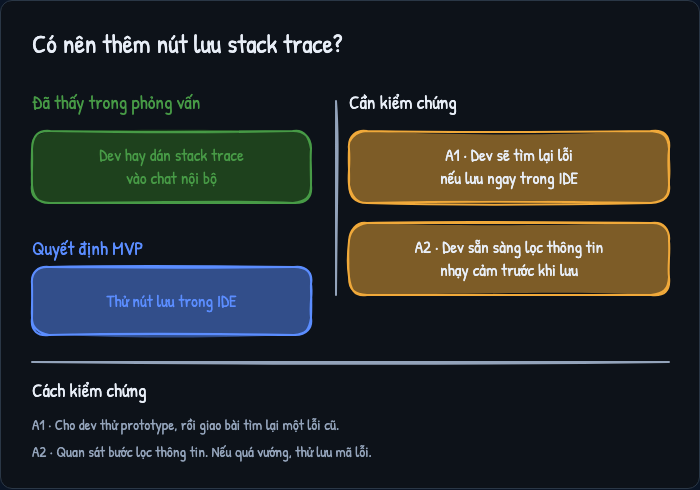 Có nên thêm nút lưu stack trace?
Đã thấy trong phỏng vấn
Dev hay dán stack trace
vào chat nội bộ
Quyết định MVP
Thử nút lưu trong IDE
Cần kiểm chứng
A1 · Dev sẽ tìm lại lỗi
nếu lưu ngay trong IDE
A2 · Dev sẵn sàng lọc thông tin
nhạy cảm trước khi lưu
Cách kiểm chứng
A1 · Cho dev thử prototype, rồi giao bài tìm lại một lỗi cũ.
A2 · Quan sát bước lọc thông tin. Nếu quá vướng, thử lưu mã lỗi.